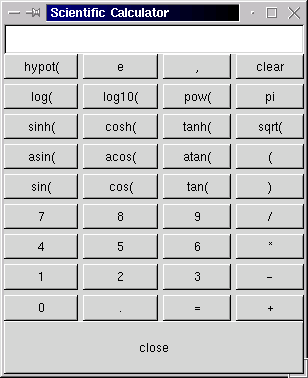 Scientific Calculator
hypot( e , clear
log( log10( pow( pi
sinh( cosh( tanh( sqrt(
asin( acos( atan( (
sin( cos( tan( )
7 8 9 /
4 5 6 *
1 2 3 -
0 . = +
close